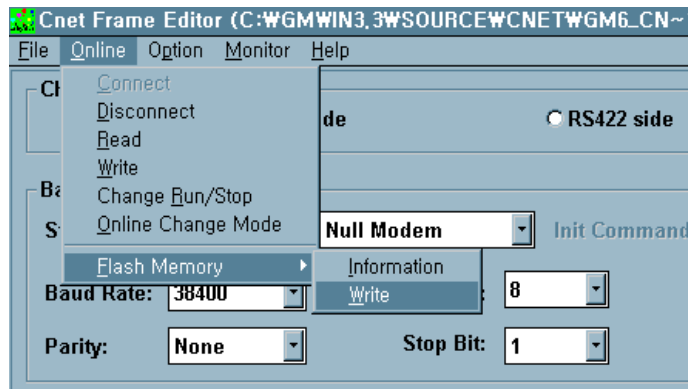 Cnet Frame Editor (C:₩GMWIN3,3₩SOURCE₩CNET₩GM6_CN~
File Online Option Monitor Help
Connect
Disconnect
Read
Write
Change Run/Stop
Online Change Mode
Flash Memory
Information
Write
de
RS422 side
Null Modem
Init Command
Baud Rate: 38400
8
Parity: None
Stop Bit: 1